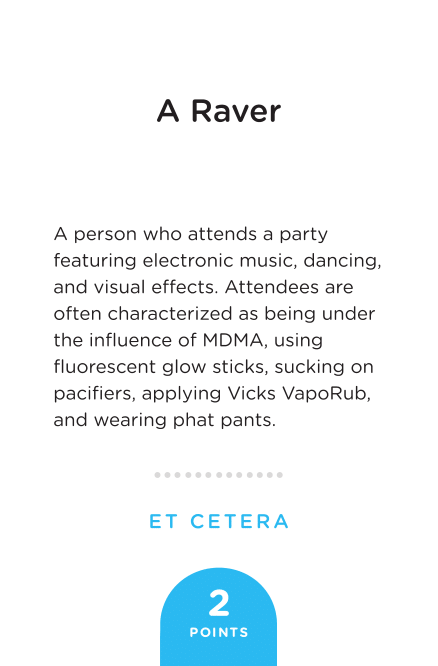 A Raver
A person who attends a party
featuring electronic music, dancing,
and visual effects. Attendees are
often characterized as being under
the influence of MDMA, using
fluorescent glow sticks, sucking on
pacifiers, applying Vicks VapoRub,
and wearing phat pants.
ET CETERA
2
POINTS